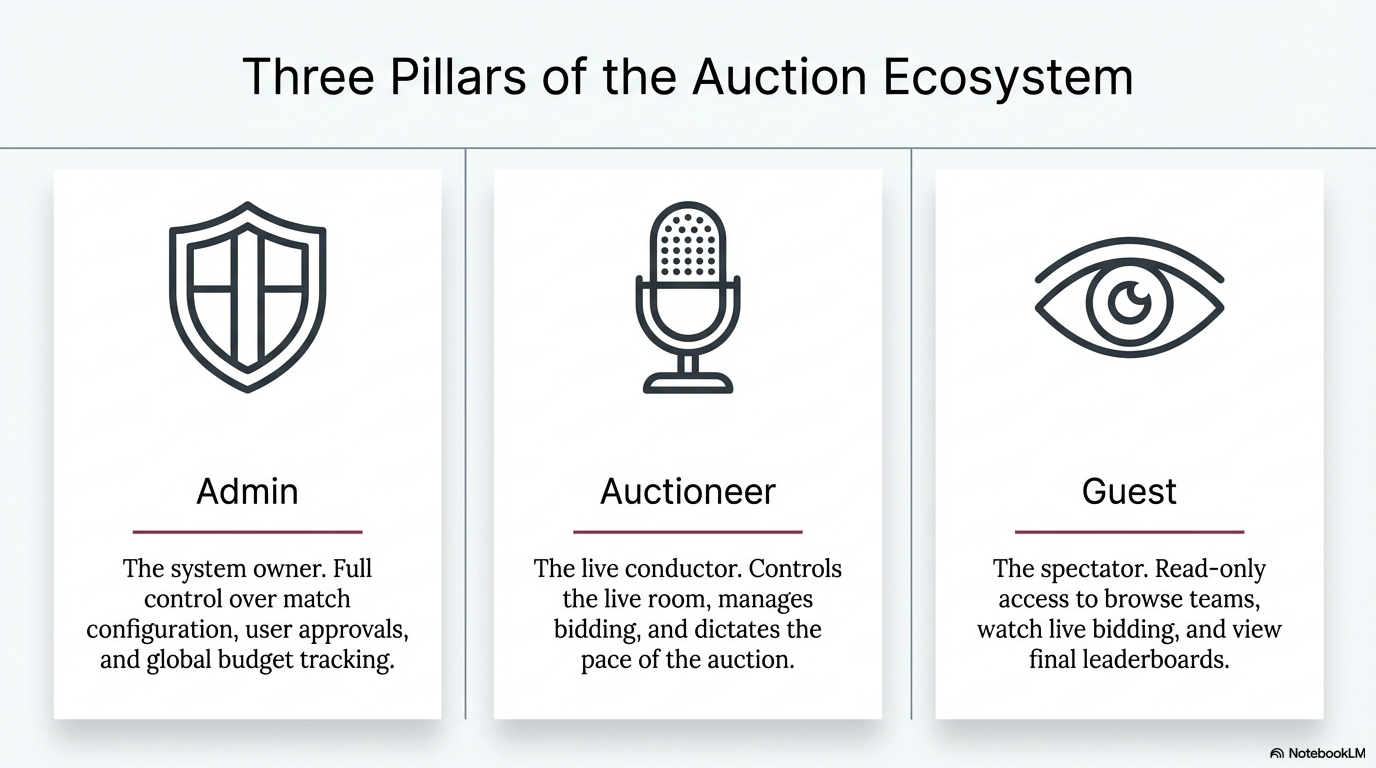 Three Pillars of the Auction Ecosystem
Admin
The system owner. Full
control over match
configuration, user approvals,
and global budget tracking.
Auctioneer
The live conductor. Controls
the live room, manages
bidding, and dictates the
pace of the auction.
Guest
The spectator. Read-only
access to browse teams,
watch live bidding, and view
final leaderboards.
NotebookLM